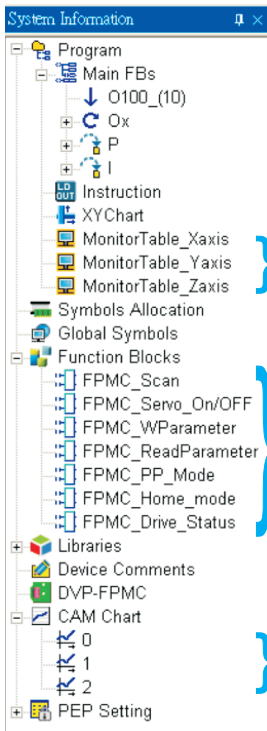 System Information
Program
Main FBs
O100_(10)
Ox
P
I
LD
OUT
Instruction
XYChart
MonitorTable_Xaxis
MonitorTable_Yaxis
MonitorTable_Zaxis
Symbols Allocation
Global Symbols
Function Blocks
FPMC_Scan
FPMC_Servo_On/OFF
FPMC_WParameter
FPMC_ReadParameter
FPMC_PP_Mode
FPMC_Home_mode
FPMC_Drive_Status
Libraries
Device Comments
DVP-FPMC
CAM Chart
0
1
2
PEP Setting